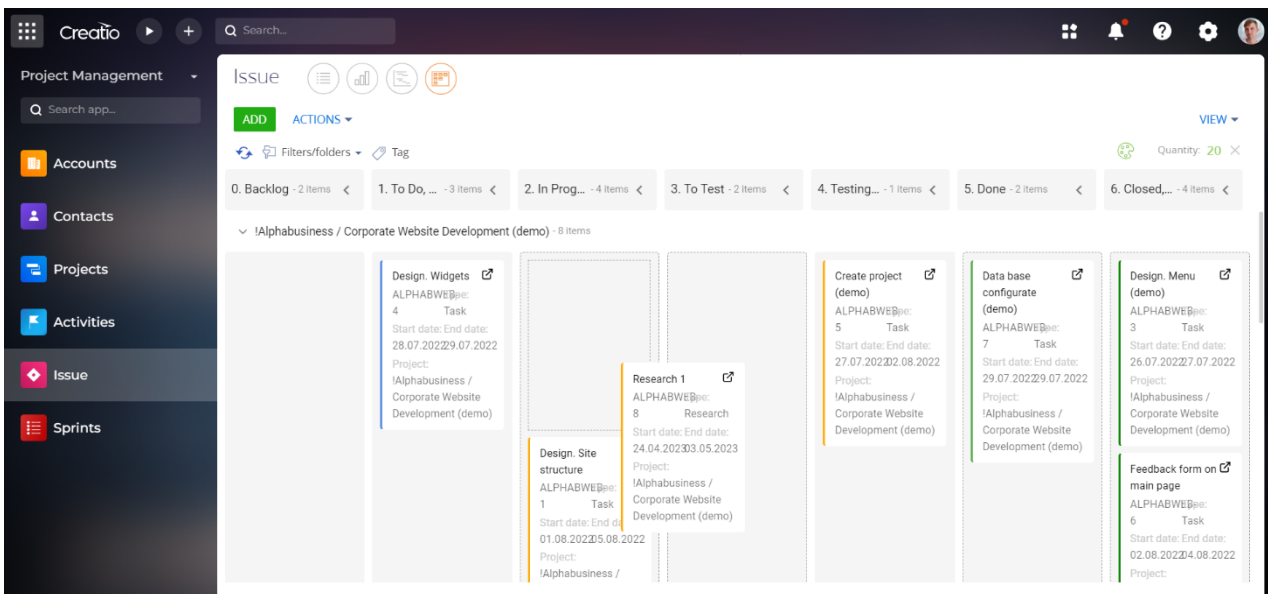 Creatio
Search...
Project Management
Search app...
Accounts
Contacts
Projects
Activities
Issue
Sprints
Issue
ADD ACTIONS VIEW
Filters/folders Tag Quantity: 20
0. Backlog - 2 items
1. To Do, ... - 3 items
2. In Prog... - 4 items
3. To Test - 2 items
4. Testing... - 1 items
5. Done - 2 items
6. Closed,... - 4 items
!Alphabusiness / Corporate Website Development (demo) - 8 items
Design. Widgets
ALPHABWEB-
4 Task
Start date: End date:
28.07.2022 29.07.2022
Project:
!Alphabusiness /
Corporate Website
Development (demo)
Design. Site
structure
ALPHABWEB-
1 Task
Start date: End da
01.08.2022 05.08.2022
Project:
!Alphabusiness /
Research 1
ALPHABWEB-
8 Research
Start date: End date:
24.04.2023 03.05.2023
Project:
!Alphabusiness /
Corporate Website
Development (demo)
Create project
(demo)
ALPHABWEB-
5 Task
Start date: End date:
27.07.2022 02.08.2022
Project:
!Alphabusiness /
Corporate Website
Development (demo)
Data base
configurate
(demo)
ALPHABWEB-
7 Task
Start date: End date:
29.07.2022 29.07.2022
Project:
!Alphabusiness /
Corporate Website
Development (demo)
Design. Menu
(demo)
ALPHABWEB-
3 Task
Start date: End date:
26.07.2022 27.07.2022
Project:
!Alphabusiness /
Corporate Website
Development (demo)
Feedback form on
main page
ALPHABWEB-
6 Task
Start date: End date:
02.08.2022 04.08.2022
Project: